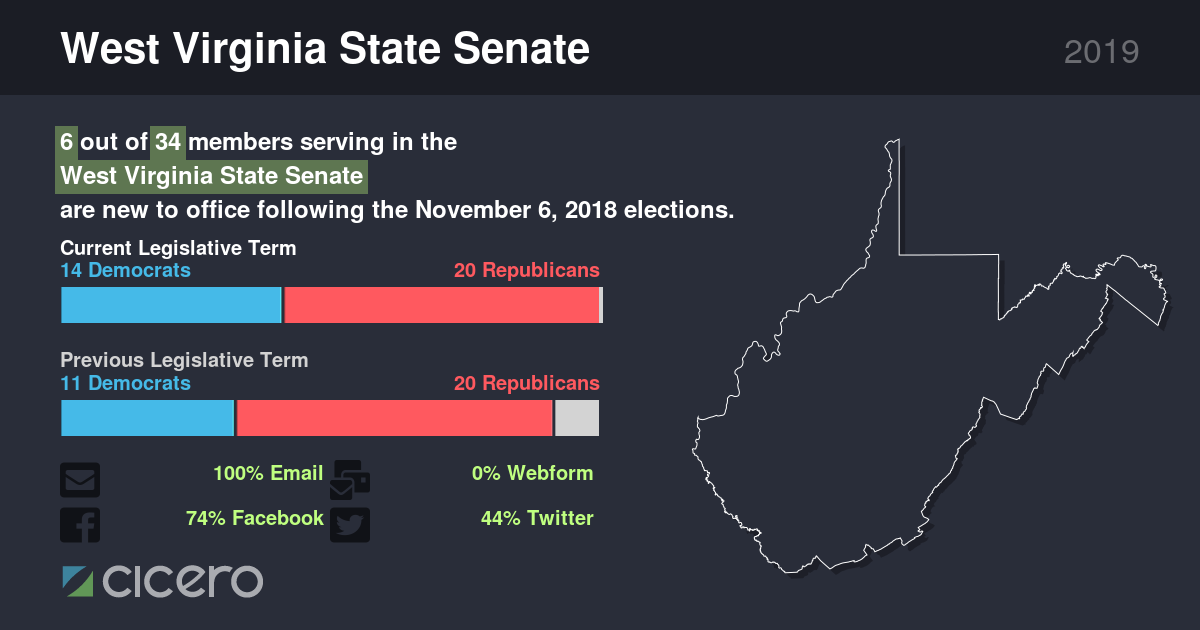 West Virginia State Senate
2019
6 out of 34 members serving in the
West Virginia State Senate
are new to office following the November 6, 2018 elections.
Current Legislative Term
14 Democrats
20 Republicans
Previous Legislative Term
11 Democrats
20 Republicans
100% Email
0% Webform
74% Facebook
44% Twitter
cicero